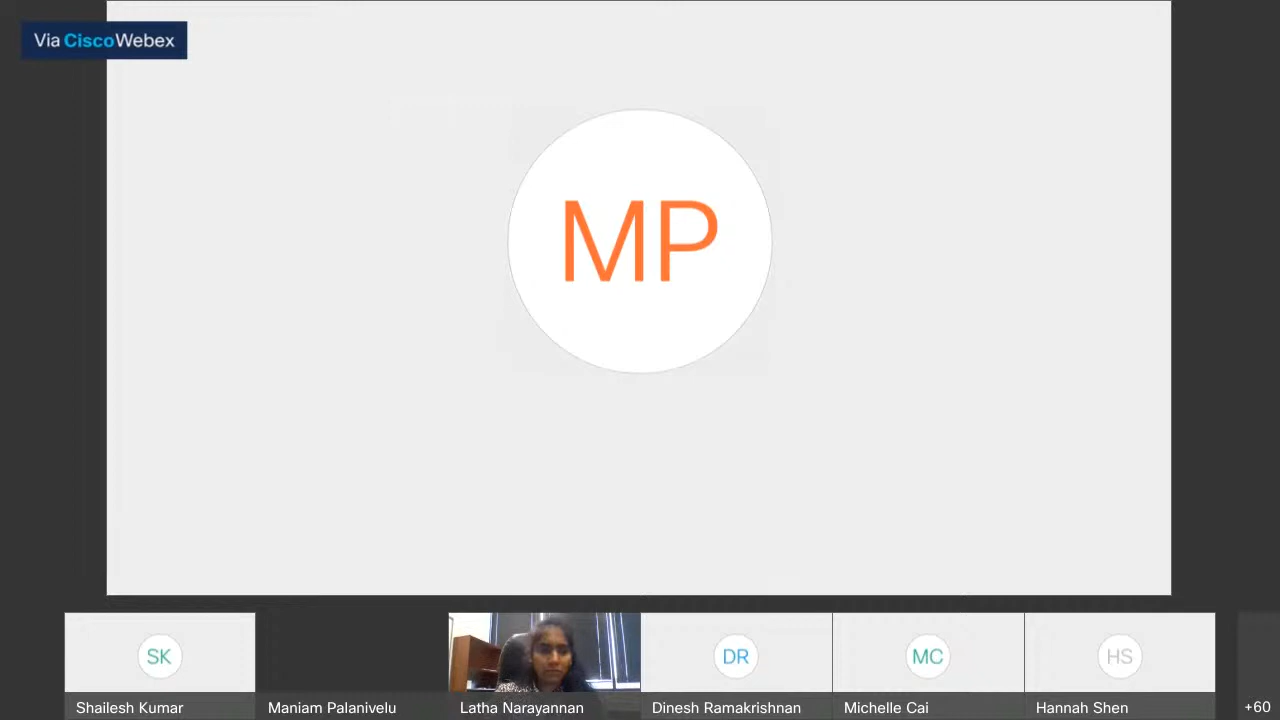 Via CiscoWebex
MP
SK
DR
MC
HS
Shailesh Kumar
Maniam Palanivelu
Latha Narayannan
Dinesh Ramakrishnan
Michelle Cai
Hannah Shen
+60